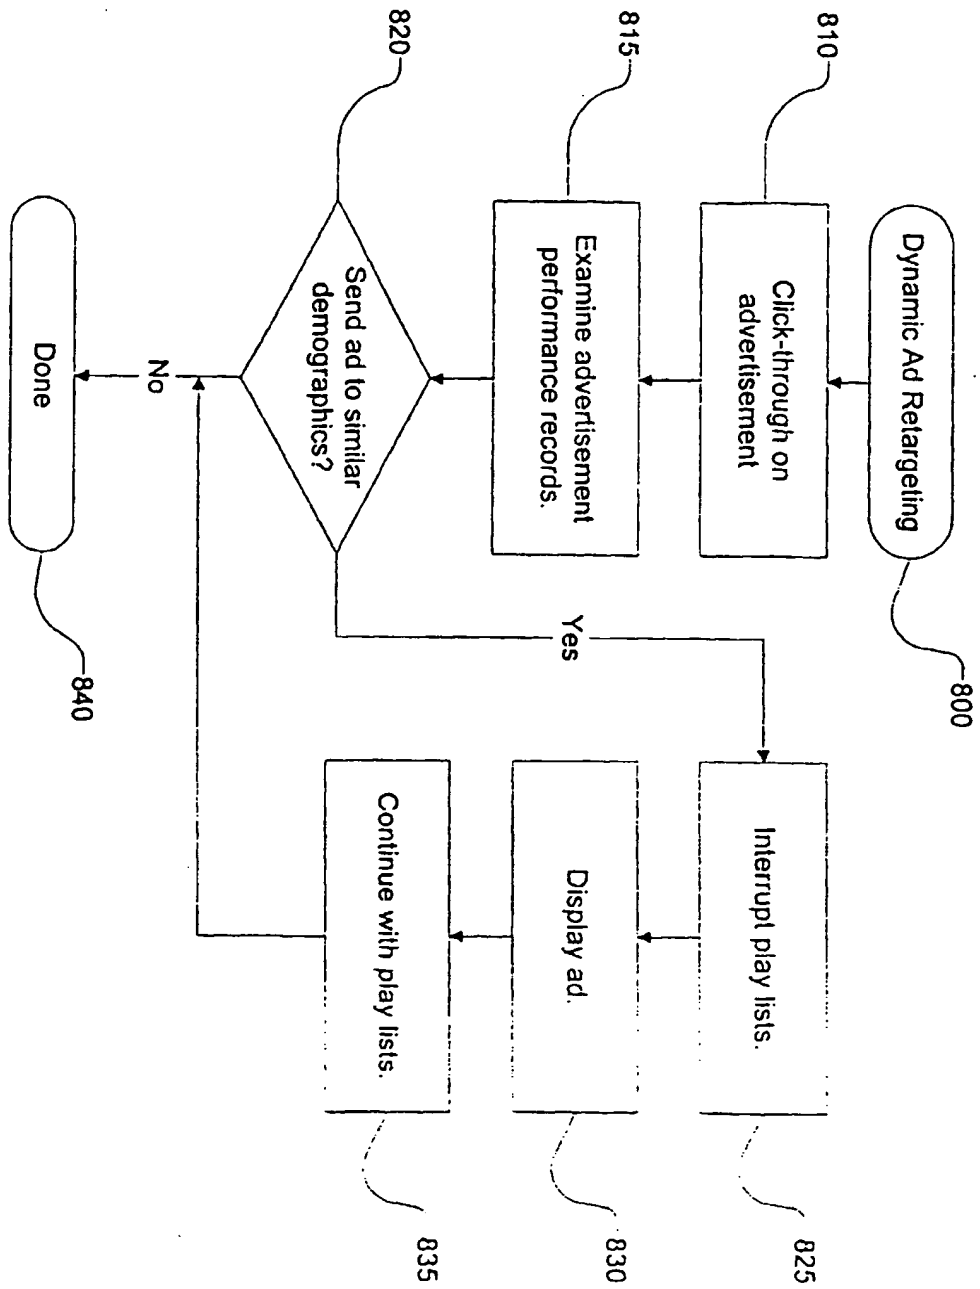 Dynamic Ad Retargeting
800
810
Click-through on
advertisement
815
Examine advertisement
performance records.
820
Send ad to similar
demographics?
Yes
No
Done
840
Interrupt play lists.
825
Display ad.
830
Continue with play lists.
835